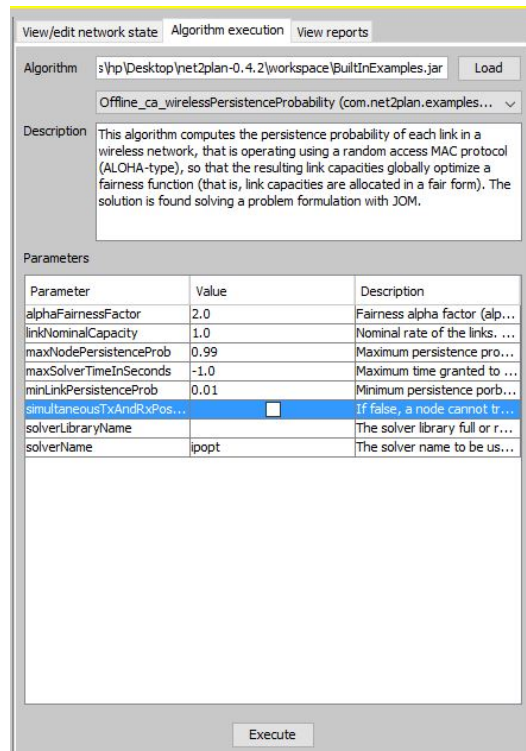 View/edit network state Algorithm execution View reports
Algorithm s\hp\Desktop\net2plan-0.4.2\workspace\BuiltInExamples.jar Load
Offline_ca_wirelessPersistenceProbability (com.net2plan.examples...
Description This algorithm computes the persistence probability of each link in a
wireless network, that is operating using a random access MAC protocol
(ALOHA-type), so that the resulting link capacities globally optimize a
fairness function (that is, link capacities are allocated in a fair form). The
solution is found solving a problem formulation with JOM.
Parameters
Parameter Value Description
alphaFairnessFactor 2.0 Fairness alpha factor (alp...
linkNominalCapacity 1.0 Nominal rate of the links. ...
maxNodePersistenceProb 0.99 Maximum persistence pro...
maxSolverTimeInSeconds -1.0 Maximum time granted to ...
minLinkPersistenceProb 0.01 Minimum persistence porb...
simultaneousTxAndRxPos... If false, a node cannot tr...
solverLibraryName The solver library full or r...
solverName ipopt The solver name to be us...
Execute